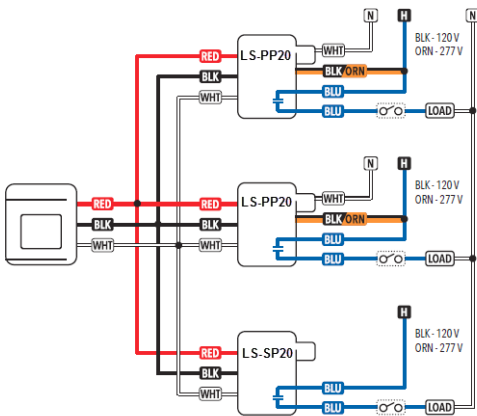 N H N
BLK - 120 V
ORN - 277 V
RED LS-PP20 WHT
BLK BLK/ORN
WHT BLU
BLU LOAD
N H
BLK - 120 V
ORN - 277 V
RED RED LS-PP20 WHT
BLK BLK BLK/ORN
WHT WHT BLU
BLU LOAD
H
BLK - 120 V
ORN - 277 V
RED LS-SP20
BLK
WHT BLU
BLU LOAD